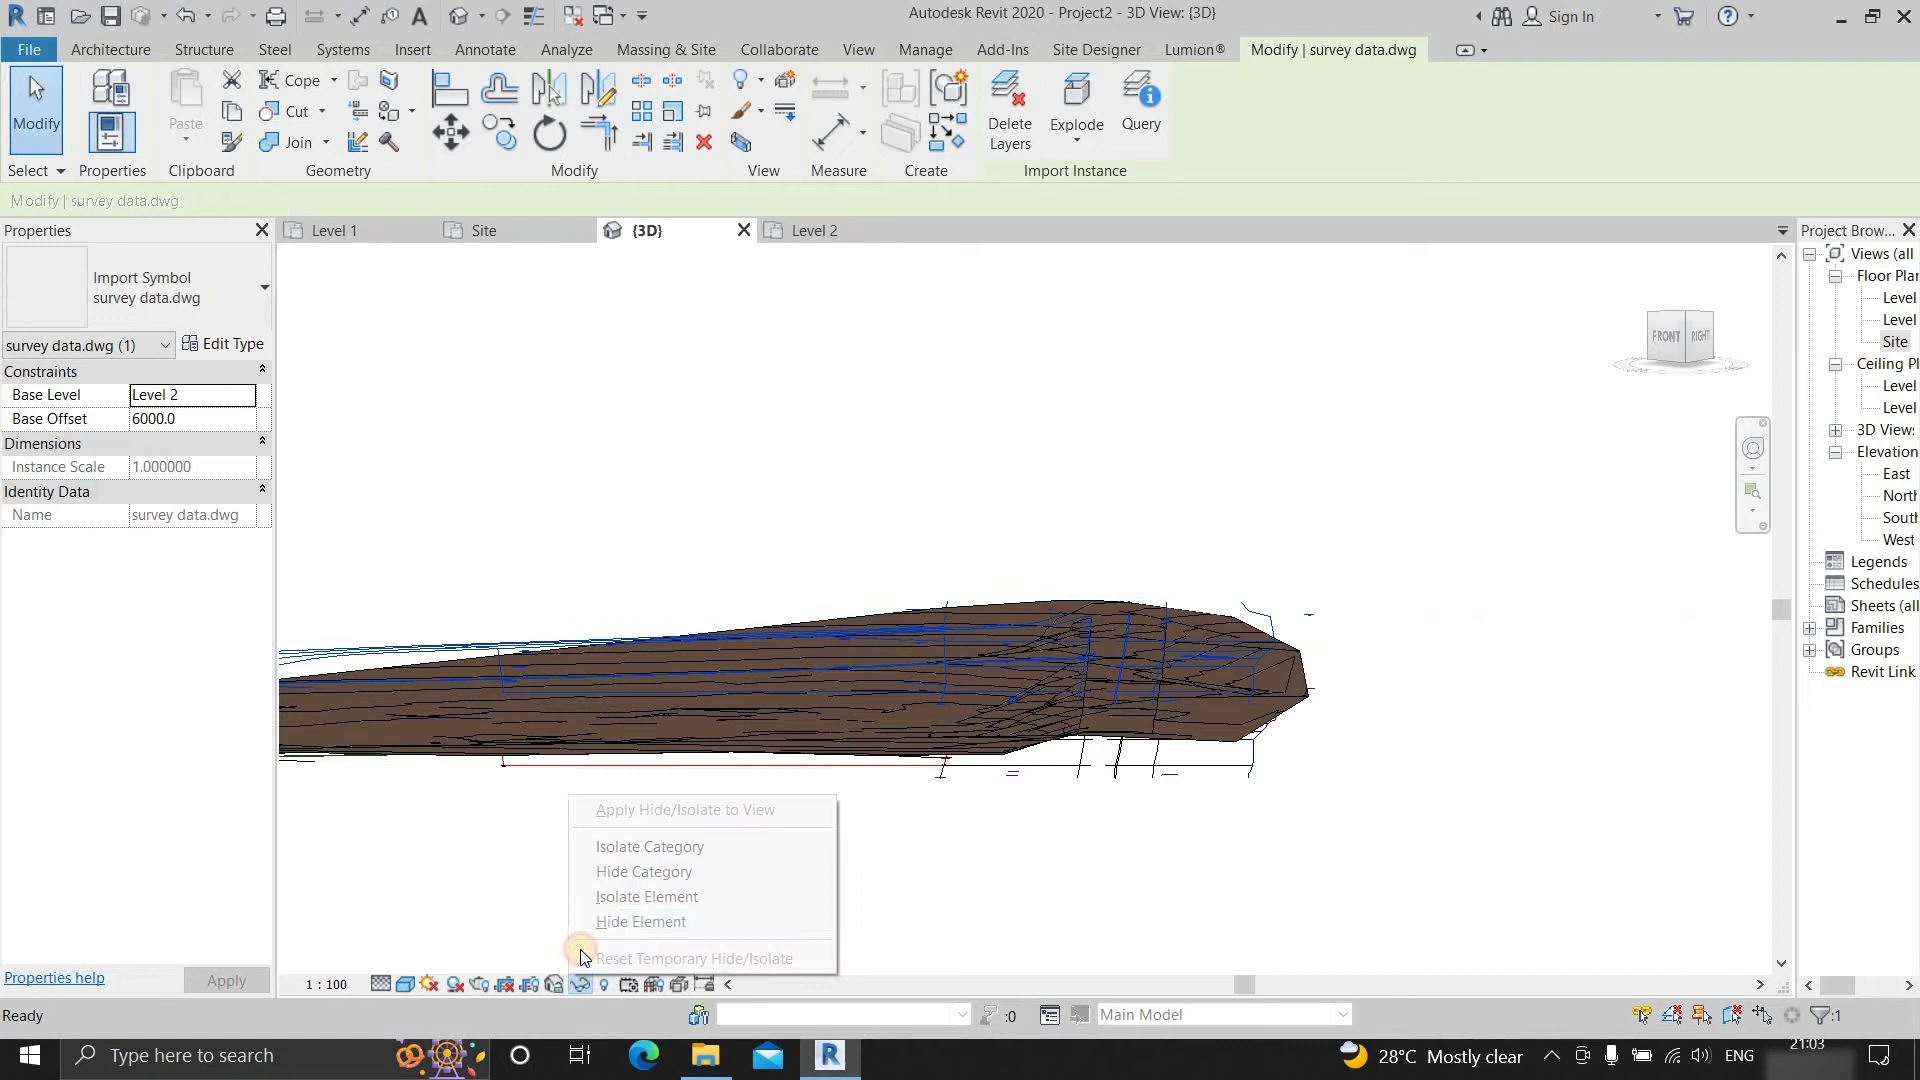 Autodesk Revit 2020 - Project2 - 3D View: {3D}
Sign In
File Architecture Structure Steel Systems Insert Annotate Analyze Massing & Site Collaborate View Manage Add-Ins Site Designer Lumion® Modify | survey data.dwg
Modify
Paste
Cope
Cut
Join
Delete Layers
Explode
Query
Select Properties Clipboard Geometry Modify View Measure Create Import Instance
Modify | survey data.dwg
Properties
Import Symbol
survey data.dwg
survey data.dwg (1) Edit Type
Constraints
Base Level Level 2
Base Offset 6000.0
Dimensions
Instance Scale 1.000000
Identity Data
Name survey data.dwg
Properties help Apply
Level 1 Site {3D} Level 2
FRONT RIGHT
Apply Hide/Isolate to View
Isolate Category
Hide Category
Isolate Element
Hide Element
Reset Temporary Hide/Isolate
1 : 100
Project Brow...
Views (all
Floor Plan
Level
Level
Site
Ceiling Pl
Level
Level
3D Views
Elevation
East
North
South
West
Legends
Schedules
Sheets (all
Families
Groups
Revit Link
Ready :0 Main Model :1
Type here to search 28°C Mostly clear ENG 21:03